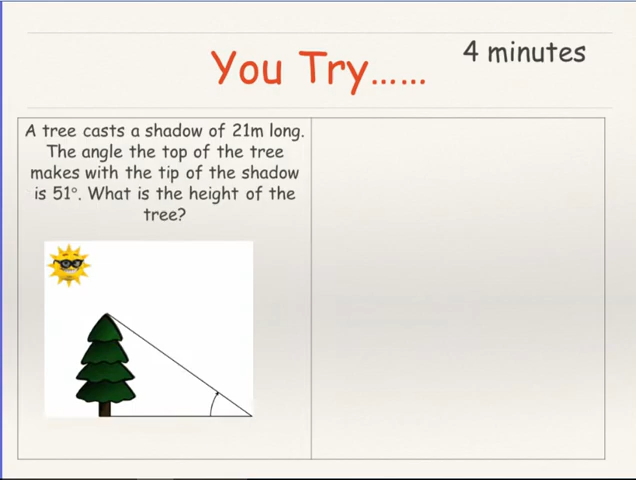 You Try......
4 minutes
A tree casts a shadow of 21m long.
The angle the top of the tree
makes with the tip of the shadow
is 51°. What is the height of the
tree?